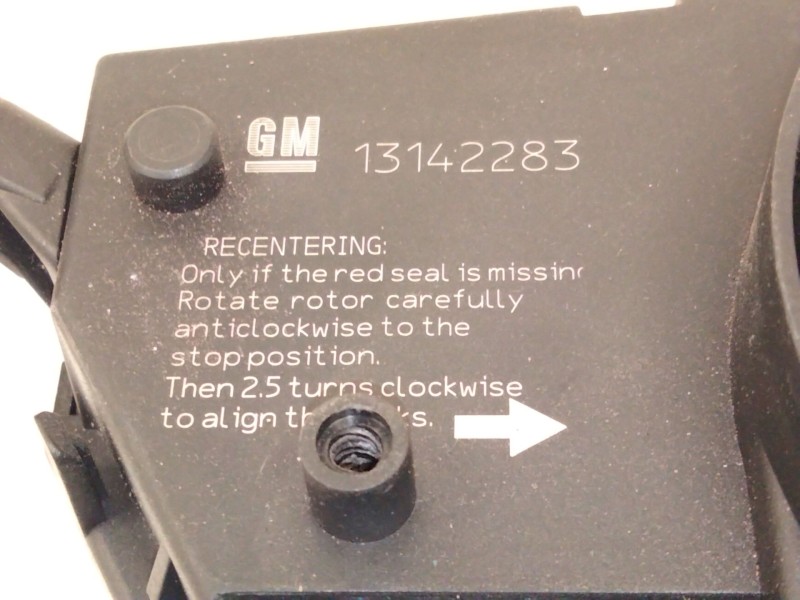 GM 13142283
RECENTERING:
Only if the red seal is missing
Rotate rotor carefully
anticlockwise to the
stop position.
Then 2.5 turns clockwise
to align